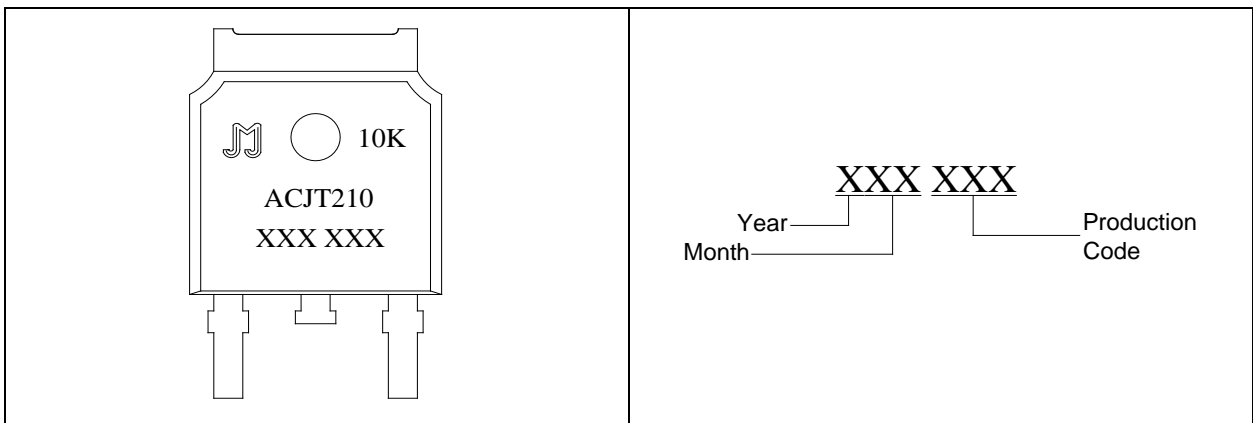 JJ 10K
ACJT210
XXX XXX
XXX XXX
Year
Month
Production
Code